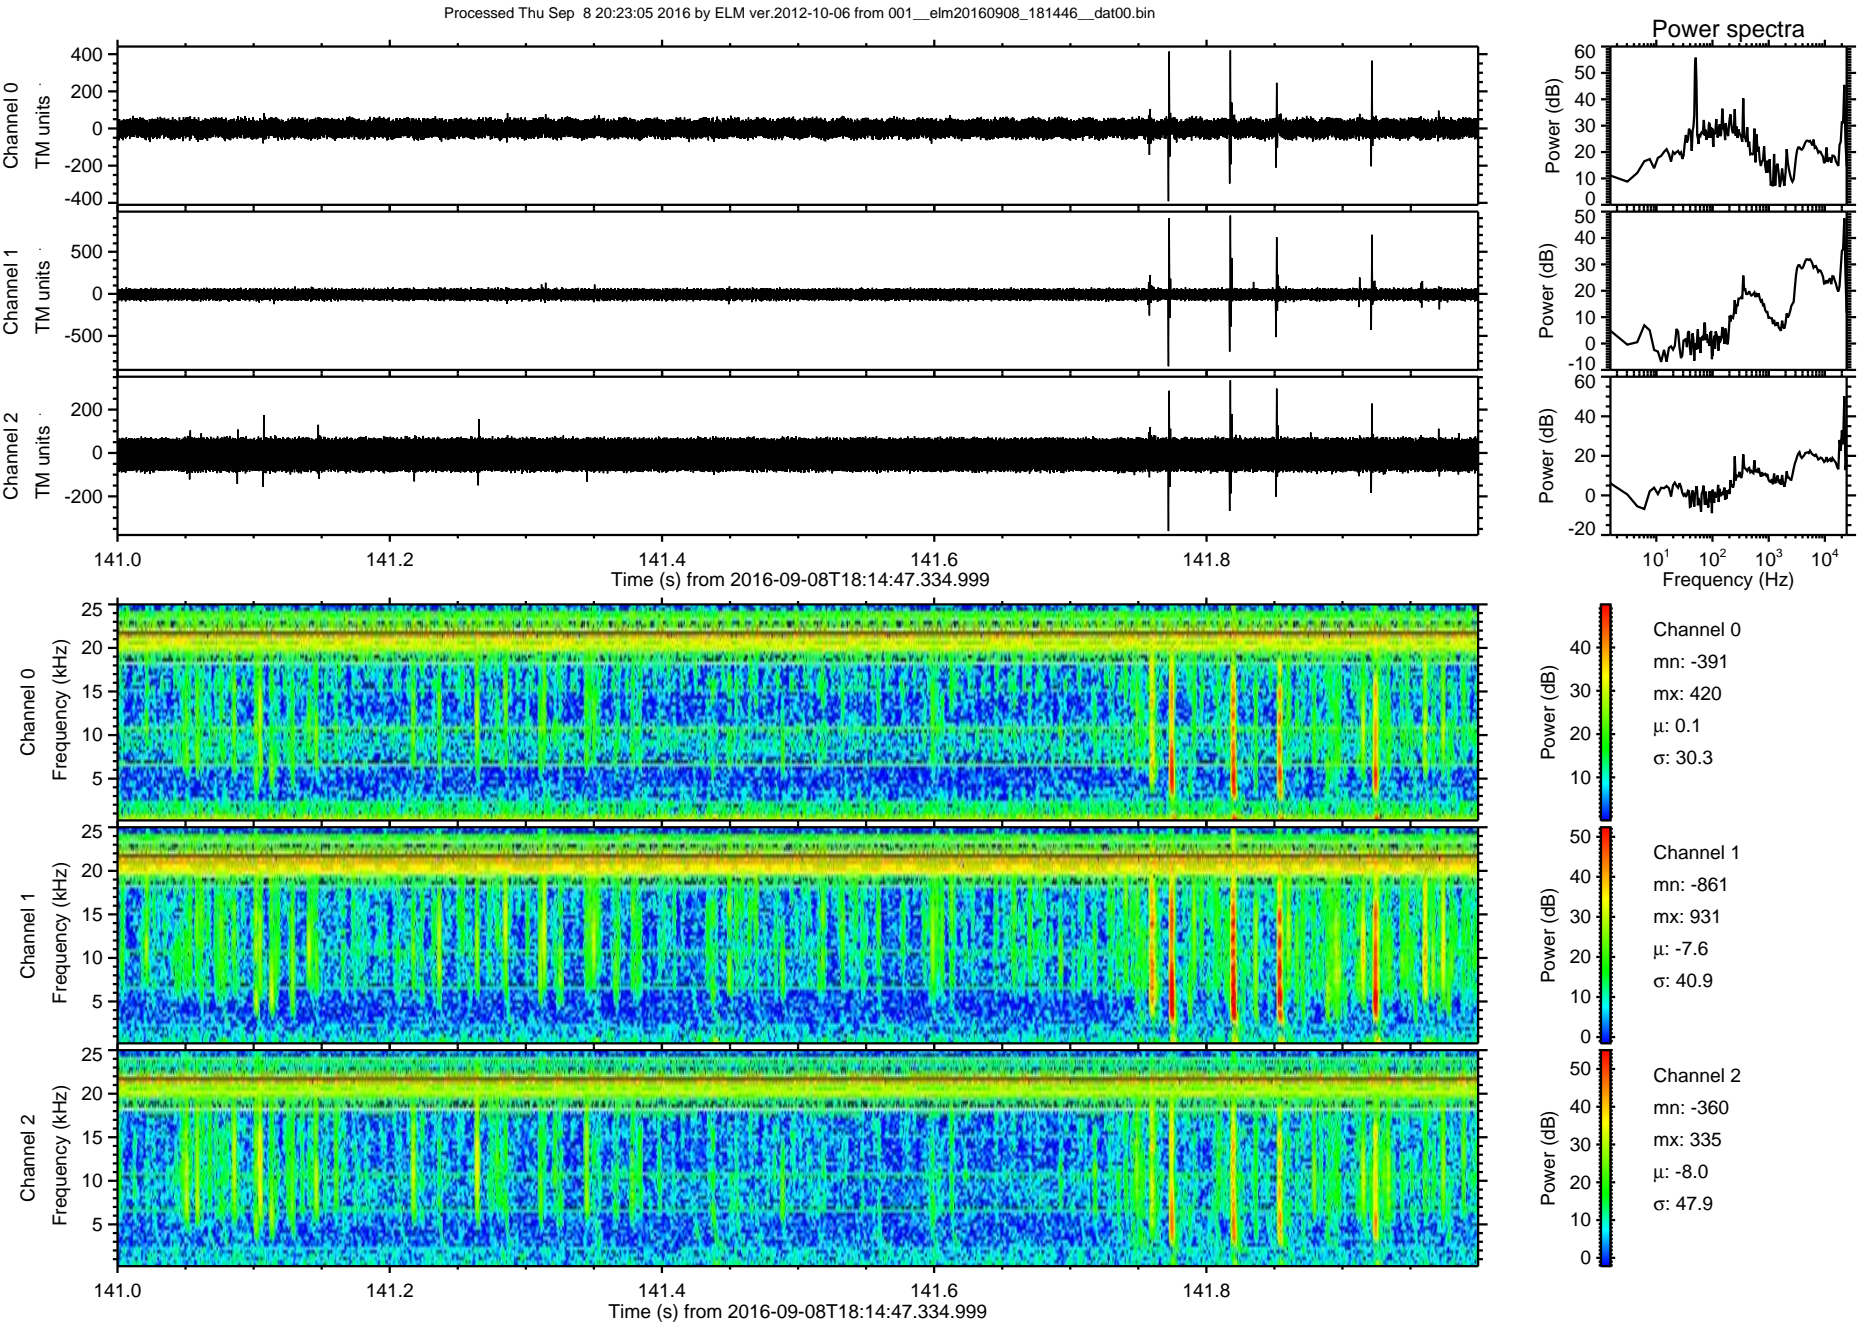 Processed Thu Sep  8 20:23:05 2016 by ELM ver.2012-10-06 from 001__elm20160908_181446__dat00.bin
Power spectra
Channel 0
TM units
400
200
0
-200
-400
Power (dB)
60
50
40
30
20
10
0
Channel 1
TM units
500
0
-500
Power (dB)
50
40
30
20
10
0
-10
Channel 2
TM units
200
0
-200
Power (dB)
60
40
20
0
-20
141.0 141.2 141.4 141.6 141.8
Time (s) from 2016-09-08T18:14:47.334.999
10¹ 10² 10³ 10⁴
Frequency (Hz)
Channel 0
Frequency (kHz)
25
20
15
10
5
Power (dB)
40
30
20
10
Channel 0
mn: -391
mx: 420
μ: 0.1
σ: 30.3
Channel 1
Frequency (kHz)
25
20
15
10
5
Power (dB)
50
40
30
20
10
0
Channel 1
mn: -861
mx: 931
μ: -7.6
σ: 40.9
Channel 2
Frequency (kHz)
25
20
15
10
5
Power (dB)
50
40
30
20
10
0
Channel 2
mn: -360
mx: 335
μ: -8.0
σ: 47.9
141.0 141.2 141.4 141.6 141.8
Time (s) from 2016-09-08T18:14:47.334.999